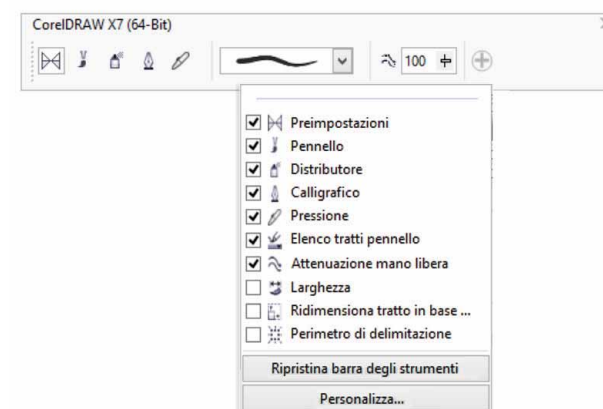 CorelDRAW X7 (64-Bit)
100
Preimpostazioni
Pennello
Distributore
Calligrafico
Pressione
Elenco tratti pennello
Attenuazione mano libera
Larghezza
Ridimensiona tratto in base ...
Perimetro di delimitazione
Ripristina barra degli strumenti
Personalizza...